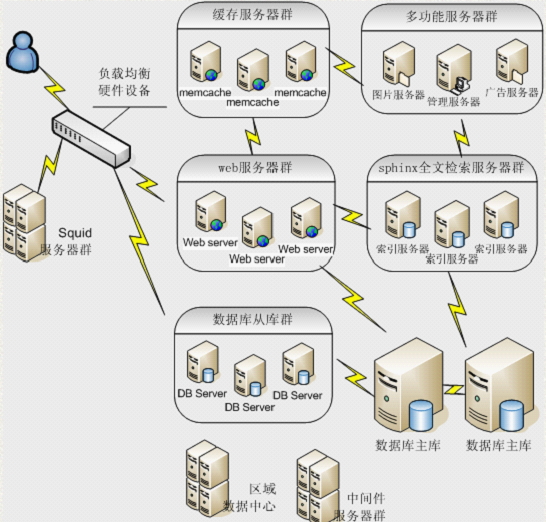 缓存服务器群
多功能服务器群
负载均衡
硬件设备
memcache
memcache
memcache
图片服务器
管理服务器
广告服务器
web服务器群
sphinx全文检索服务器群
Squid
服务器群
Web server
Web server
Web server
索引服务器
索引服务器
索引服务器
数据库从库群
DB Server
DB Server
DB Server
数据库主库
数据库主库
区域
数据中心
中间件
服务器群